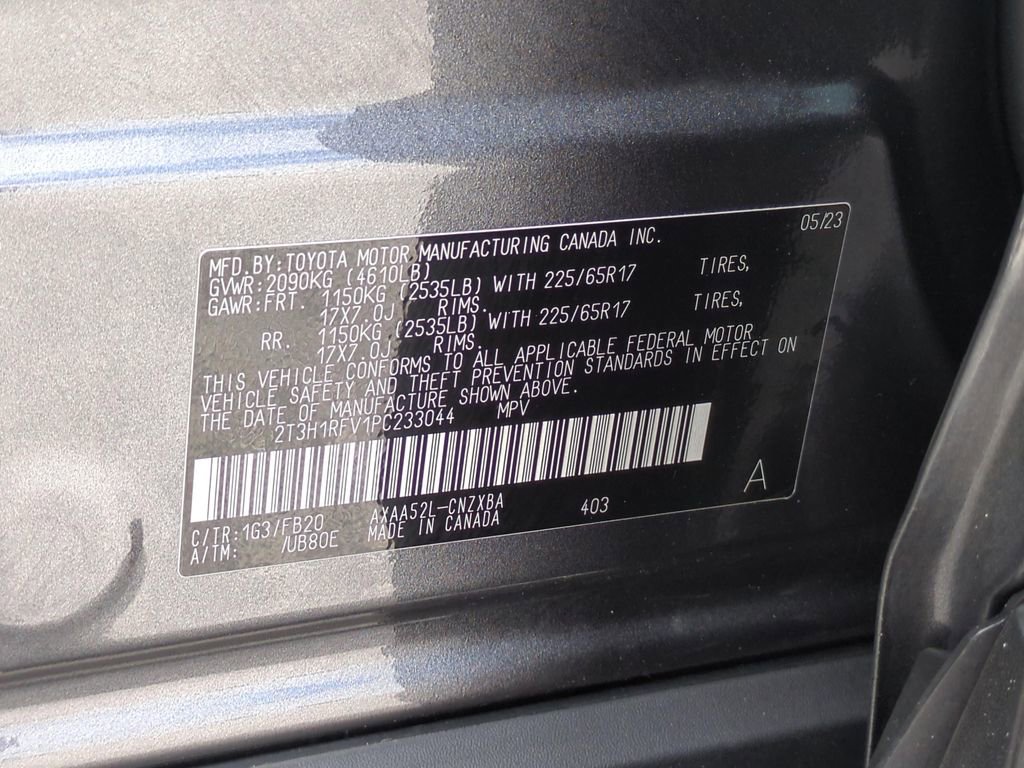 05/23
MFD.BY:TOYOTA MOTOR MANUFACTURING CANADA INC.
GVWR:2090KG (4610LB)
GAWR:FRT. 1150KG (2535LB) WITH 225/65R17 TIRES,
17X7.0J RIMS.
RR. 1150KG (2535LB) WITH 225/65R17 TIRES,
17X7.0J RIMS.
THIS VEHICLE CONFORMS TO ALL APPLICABLE FEDERAL MOTOR
VEHICLE SAFETY AND THEFT PREVENTION STANDARDS IN EFFECT ON
THE DATE OF MANUFACTURE SHOWN ABOVE.
2T3H1RFV1PC233044 MPV
C/TR:1G3/FB20 AXAA52L-CNZXBA 403 A
A/TM: /UB80E MADE IN CANADA